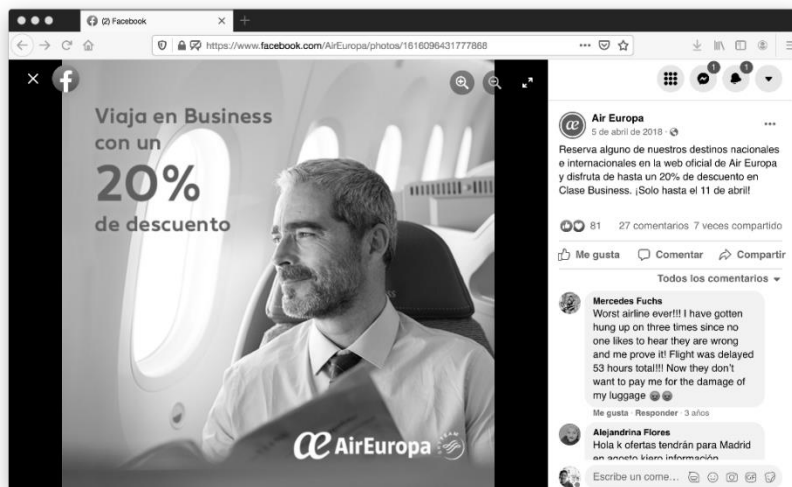 (2) Facebook
https://www.facebook.com/AirEuropa/photos/1616096431777868
Viaja en Business
con un
20%
de descuento
AirEuropa
1
1
Air Europa
5 de abril de 2018
Reserva alguno de nuestros destinos nacionales
e internacionales en la web oficial de Air Europa
y disfruta de hasta un 20% de descuento en
Clase Business. ¡Solo hasta el 11 de abril!
81 27 comentarios 7 veces compartido
Me gusta Comentar Compartir
Todos los comentarios
Mercedes Fuchs
Worst airline ever!!! I have gotten
hung up on three times since no
one likes to hear they are wrong
and me prove it! Flight was delayed
53 hours total!!! Now they don't
want to pay me for the damage of
my luggage
Me gusta · Responder · 3 años
Alejandrina Flores
Hola k ofertas tendrán para Madrid
en agosto kiero información
Escribe un come...